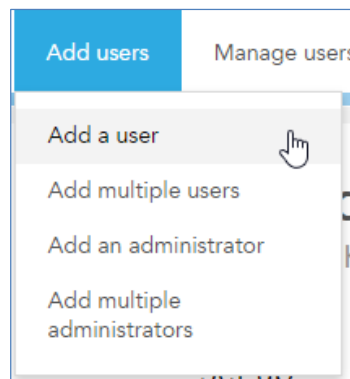 Add users Manage users
Add a user
Add multiple users
Add an administrator
Add multiple
administrators